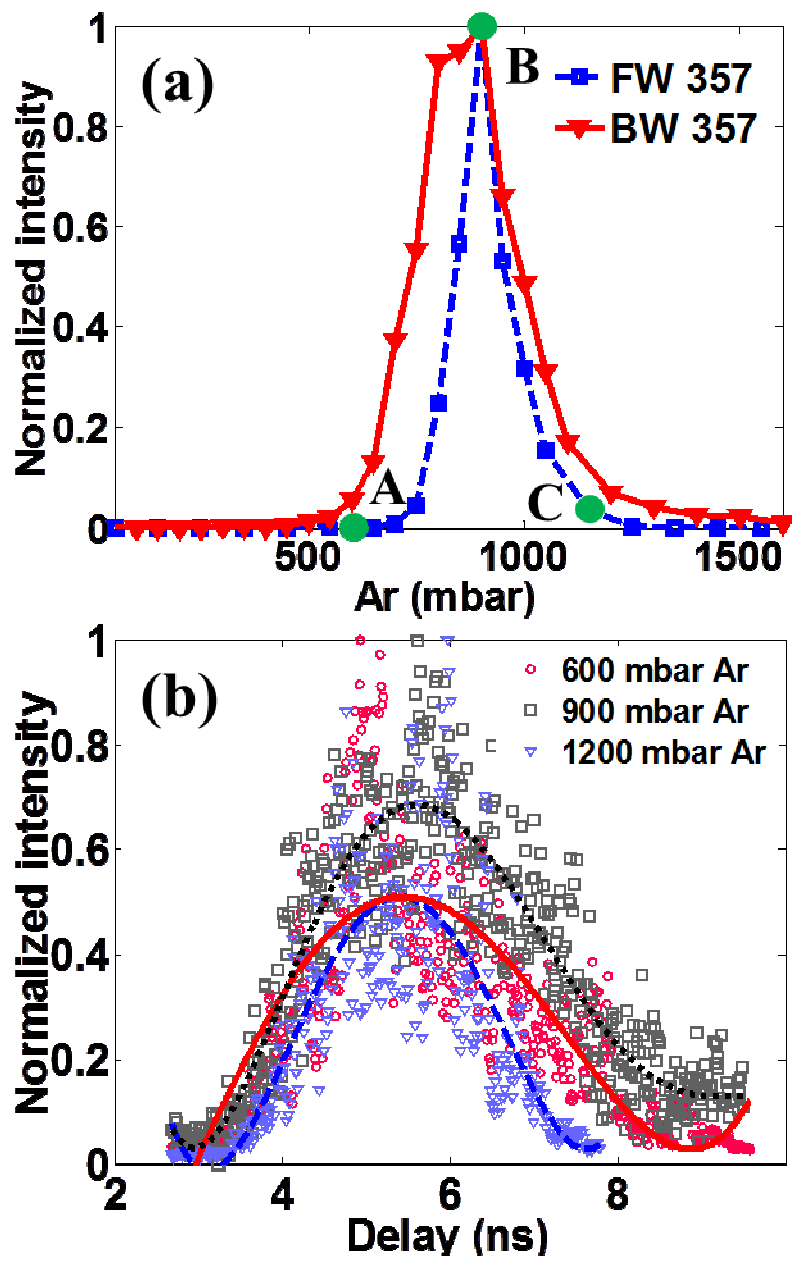 (a)
1
0.8
0.6
0.4
0.2
0
Normalized intensity
FW 357
BW 357
A
B
C
500 1000 1500
Ar (mbar)
(b)
1
0.8
0.6
0.4
0.2
0
Normalized intensity
600 mbar Ar
900 mbar Ar
1200 mbar Ar
2 4 6 8
Delay (ns)